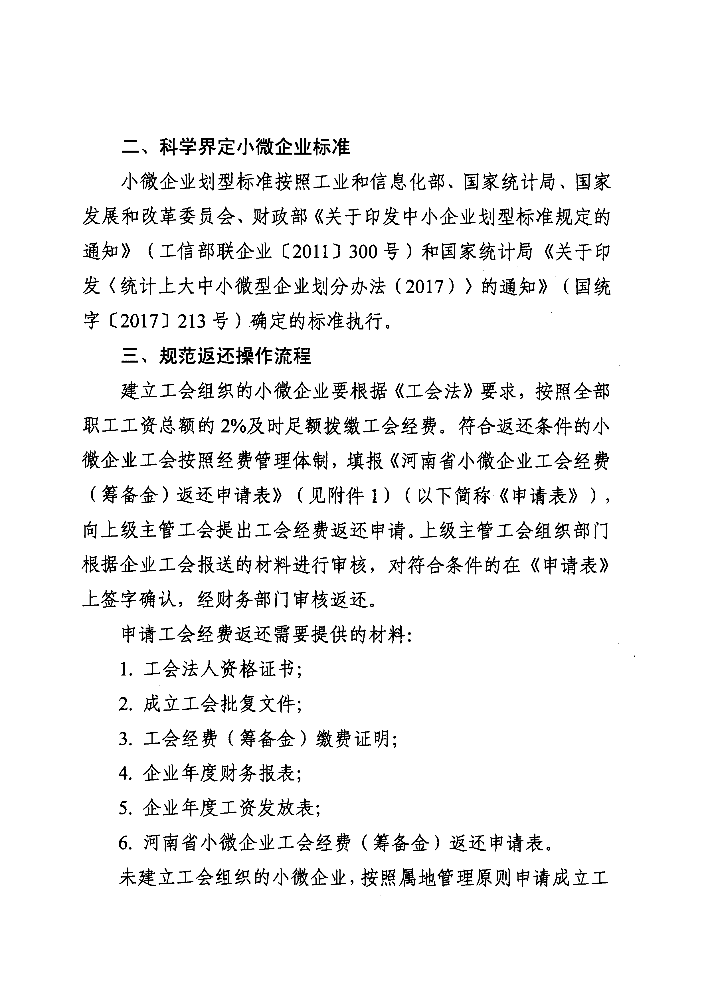 二、科学界定小微企业标准
小微企业划型标准按照工业和信息化部、国家统计局、国家
发展和改革委员会、财政部《关于印发中小企业划型标准规定的
通知》（工信部联企业〔2011〕300 号）和国家统计局《关于印
发〈统计上大中小微型企业划分办法（2017）〉的通知》（国统
字〔2017〕213 号）确定的标准执行。
三、规范返还操作流程
建立工会组织的小微企业要根据《工会法》要求，按照全部
职工工资总额的 2%及时足额拨缴工会经费。符合返还条件的小
微企业工会按照经费管理体制，填报《河南省小微企业工会经费
（筹备金）返还申请表》（见附件 1）（以下简称《申请表》），
向上级主管工会提出工会经费返还申请。上级主管工会组织部门
根据企业工会报送的材料进行审核，对符合条件的在《申请表》
上签字确认，经财务部门审核返还。
申请工会经费返还需要提供的材料：
1. 工会法人资格证书；
2. 成立工会批复文件；
3. 工会经费（筹备金）缴费证明；
4. 企业年度财务报表；
5. 企业年度工资发放表；
6. 河南省小微企业工会经费（筹备金）返还申请表。
未建立工会组织的小微企业，按照属地管理原则申请成立工